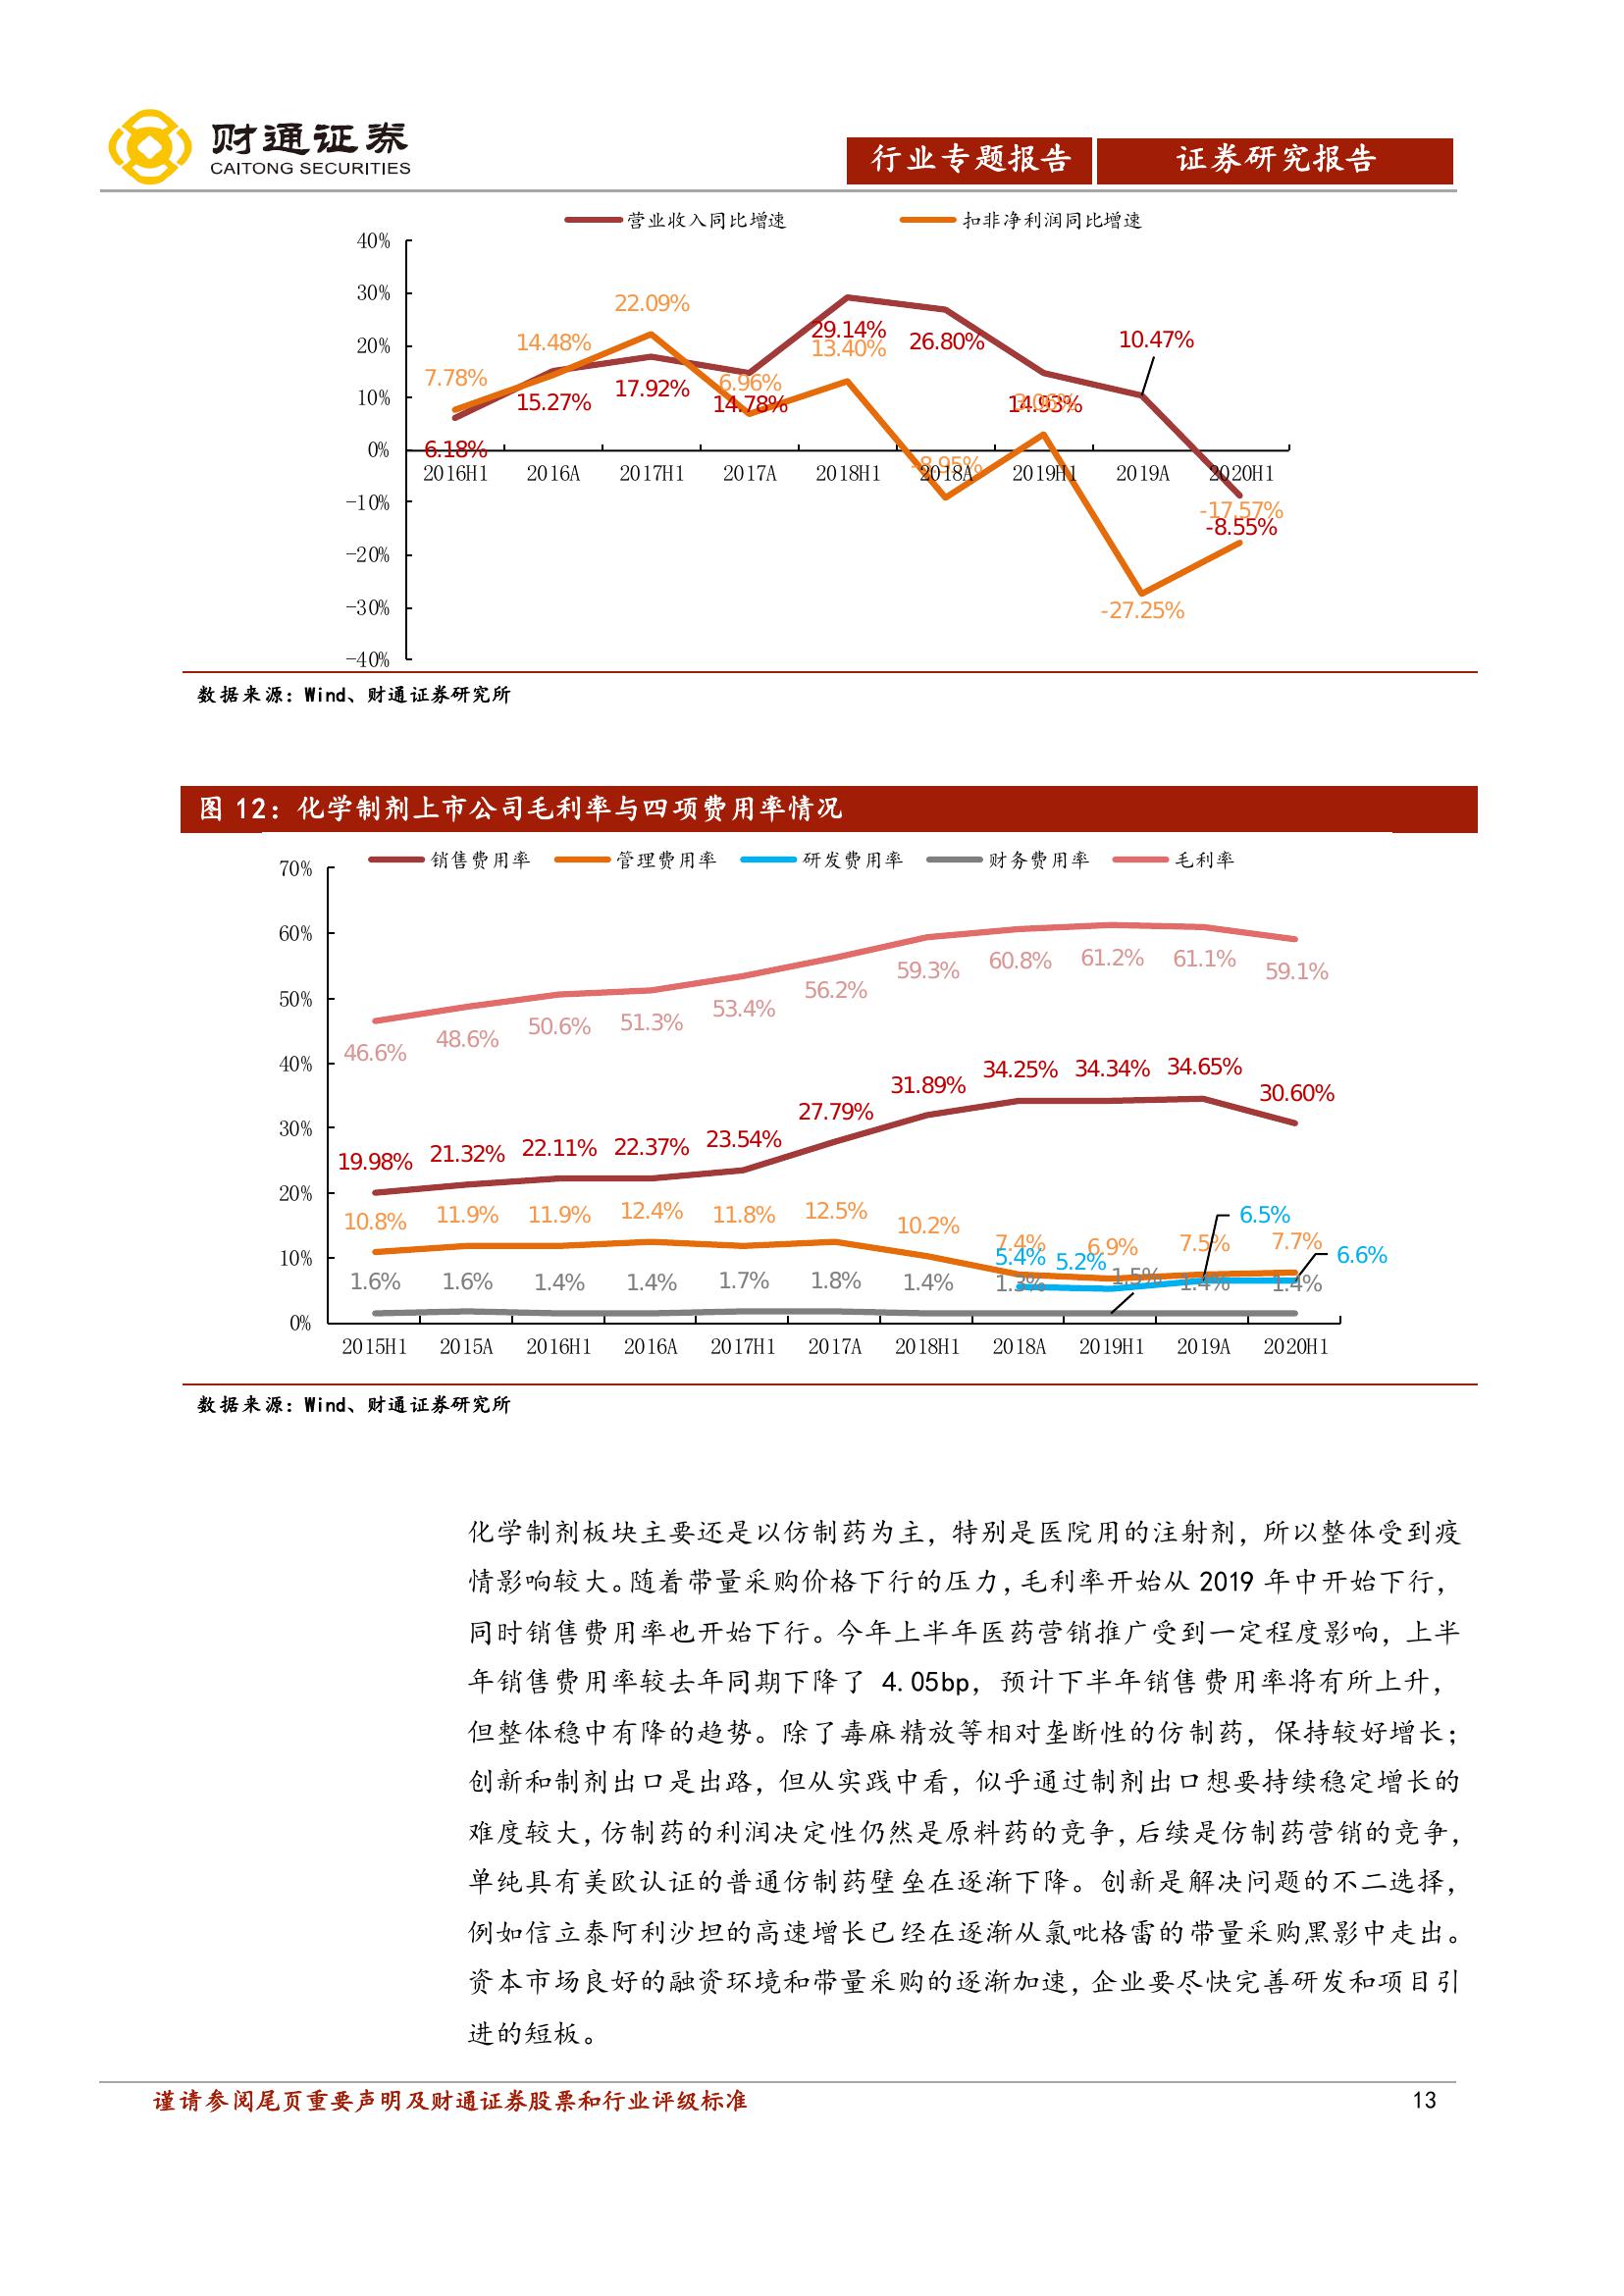 财通证券
CAITONG SECURITIES
行业专题报告 证券研究报告
营业收入同比增速 扣非净利润同比增速
40%
30%
20%
10%
0%
-10%
-20%
-30%
-40%
6.18% 15.27% 17.92% 14.78% 29.14% 26.80% 14.93% 10.47% -8.55%
7.78% 14.48% 22.09% 6.96% 13.40% -8.95% 3.06% -27.25% -17.57%
2016H1 2016A 2017H1 2017A 2018H1 2018A 2019H1 2019A 2020H1
数据来源：Wind、财通证券研究所
图 12：化学制剂上市公司毛利率与四项费用率情况
销售费用率 管理费用率 研发费用率 财务费用率 毛利率
70%
60%
50%
40%
30%
20%
10%
0%
46.6% 48.6% 50.6% 51.3% 53.4% 56.2% 59.3% 60.8% 61.2% 61.1% 59.1%
19.98% 21.32% 22.11% 22.37% 23.54% 27.79% 31.89% 34.25% 34.34% 34.65% 30.60%
10.8% 11.9% 11.9% 12.4% 11.8% 12.5% 10.2% 7.4% 6.9% 7.5% 7.7%
5.4% 5.2% 6.5% 6.6%
1.6% 1.6% 1.4% 1.4% 1.7% 1.8% 1.4% 1.3% 1.5% 1.4% 1.4%
2015H1 2015A 2016H1 2016A 2017H1 2017A 2018H1 2018A 2019H1 2019A 2020H1
数据来源：Wind、财通证券研究所
化学制剂板块主要还是以仿制药为主，特别是医院用的注射剂，所以整体受到疫
情影响较大。随着带量采购价格下行的压力，毛利率开始从 2019 年中开始下行，
同时销售费用率也开始下行。今年上半年医药营销推广受到一定程度影响，上半
年销售费用率较去年同期下降了 4.05bp，预计下半年销售费用率将有所上升，
但整体稳中有降的趋势。除了毒麻精放等相对垄断性的仿制药，保持较好增长；
创新和制剂出口是出路，但从实践中看，似乎通过制剂出口想要持续稳定增长的
难度较大，仿制药的利润决定性仍然是原料药的竞争，后续是仿制药营销的竞争，
单纯具有美欧认证的普通仿制药壁垒在逐渐下降。创新是解决问题的不二选择，
例如信立泰阿利沙坦的高速增长已经在逐渐从氯吡格雷的带量采购黑影中走出。
资本市场良好的融资环境和带量采购的逐渐加速，企业要尽快完善研发和项目引
进的短板。
谨请参阅尾页重要声明及财通证券股票和行业评级标准 13